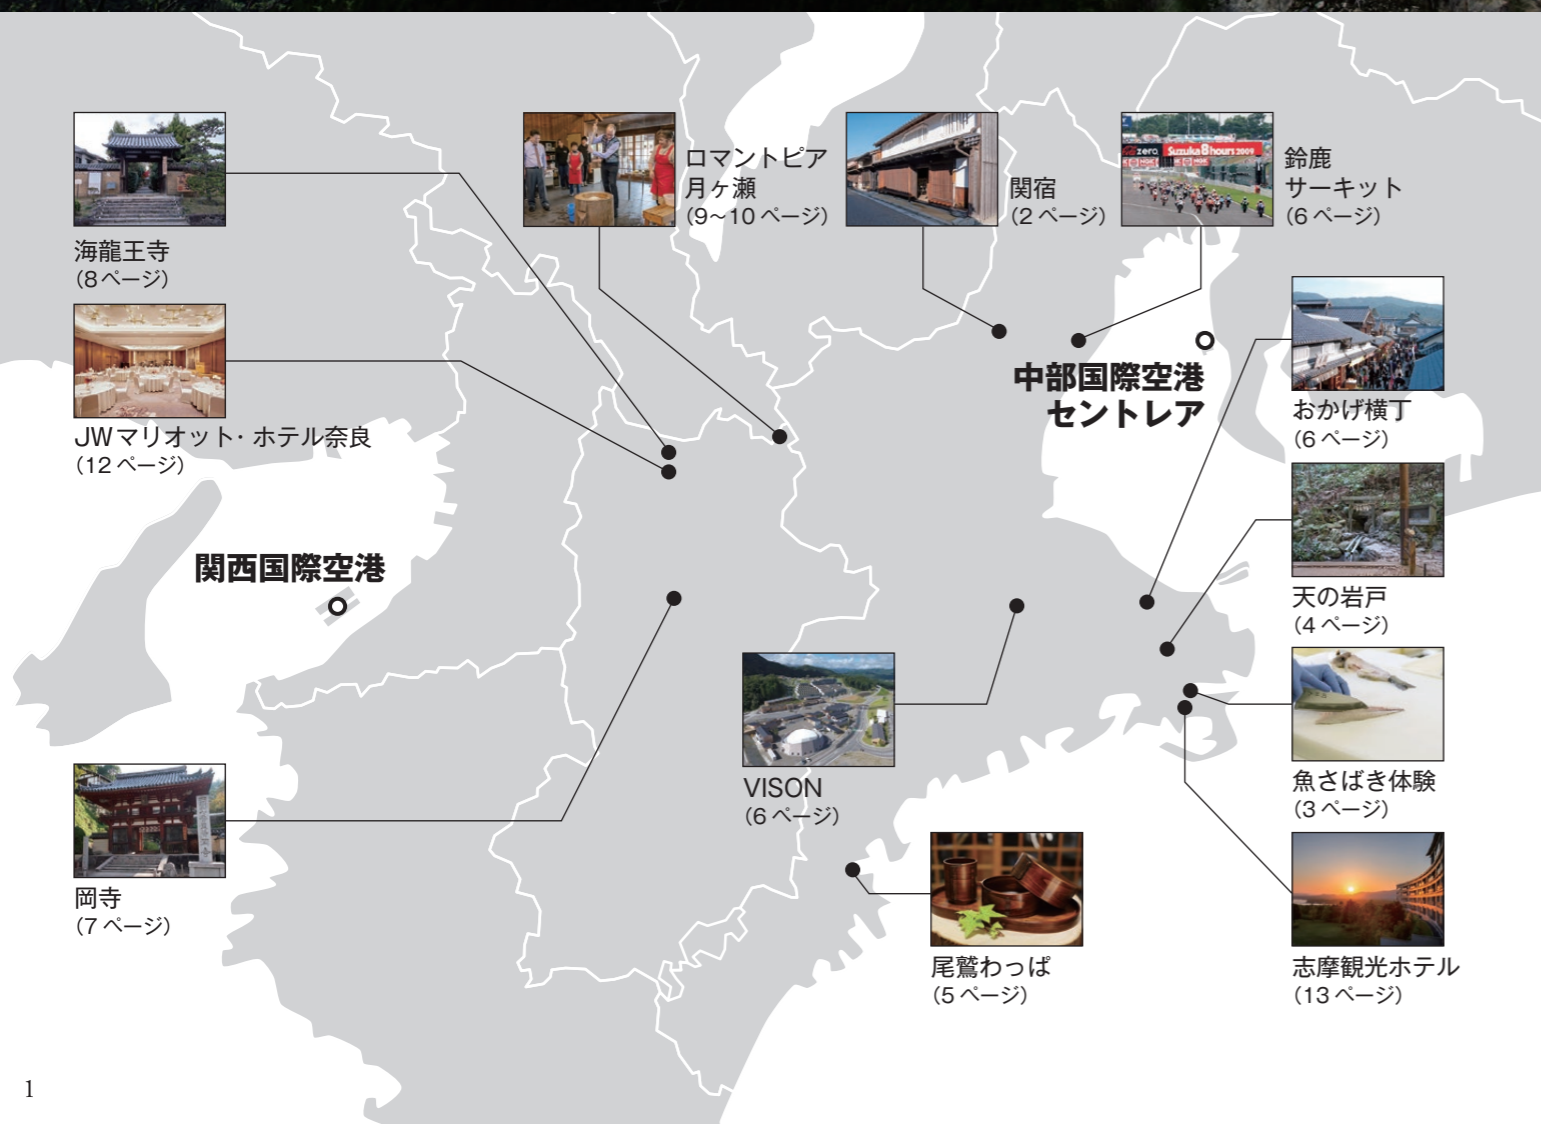 海龍王寺
（8ページ）
JWマリオット・ホテル奈良
（12ページ）
関西国際空港
岡寺
（7ページ）
ロマントピア
月ヶ瀬
（9〜10ページ）
関宿
（2ページ）
zero Suzuka 8hours 2009
鈴鹿
サーキット
（6ページ）
中部国際空港
セントレア
おかげ横丁
（6ページ）
天の岩戸
（4ページ）
魚さばき体験
（3ページ）
志摩観光ホテル
（13ページ）
VISON
（6ページ）
尾鷲わっぱ
（5ページ）
1